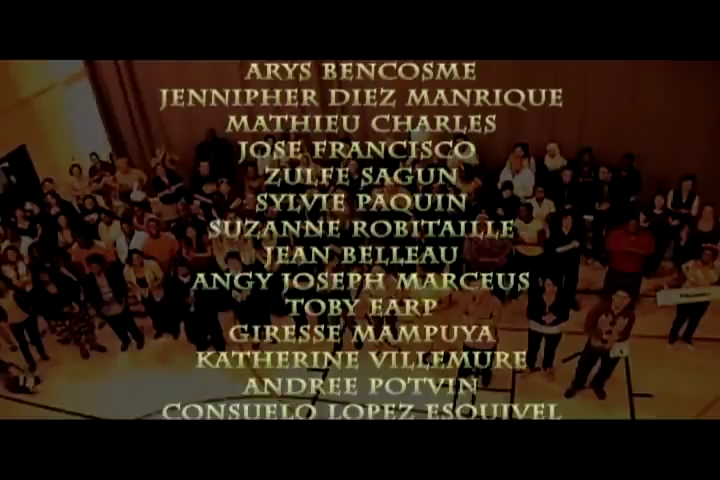 ARYS BENCOSME
JENNIPHER DIEZ MANRIQUE
MATHIEU CHARLES
JOSE FRANCISCO
ZULFE SAGUN
SYLVIE PAQUIN
SUZANNE ROBITAILLE
JEAN BELLEAU
ANGY JOSEPH MARCEUS
TOBY EARP
GIRESSE MAMPUYA
KATHERINE VILLEMURE
ANDREE POTVIN
CONSUELO LOPEZ ESQUIVEL